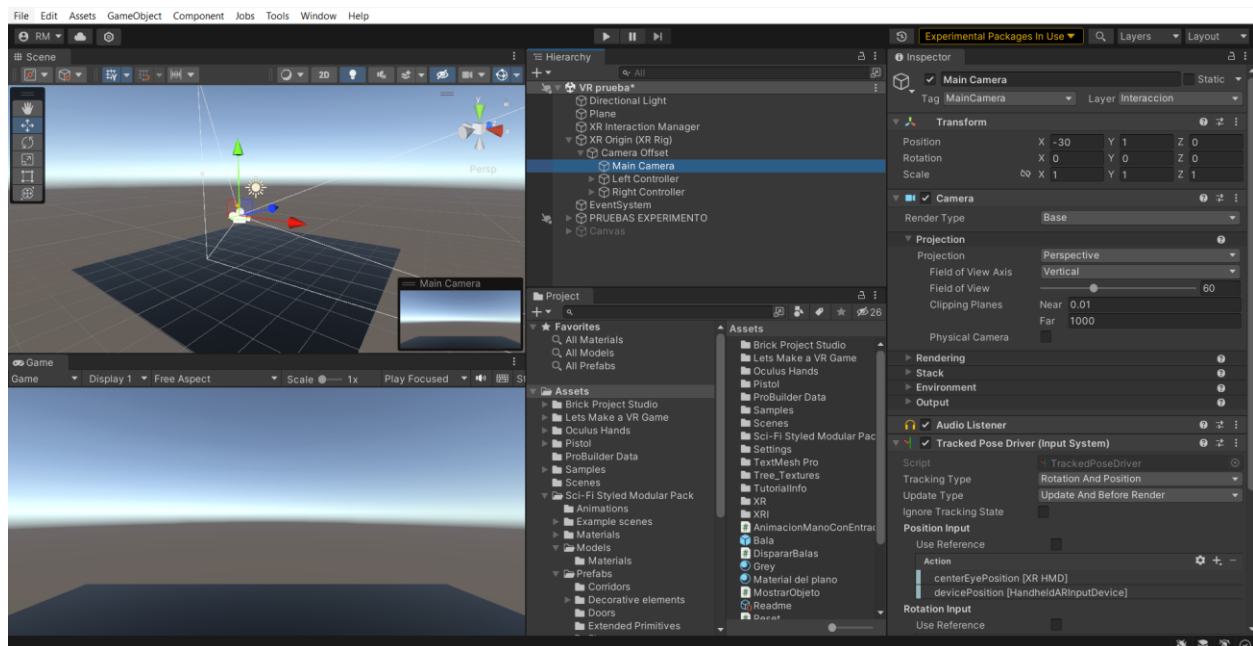 File Edit Assets GameObject Component Jobs Tools Window Help
RM
Experimental Packages In Use
Layers
Layout
Scene
2D
y
Persp
Main Camera
Game
Game Display 1 Free Aspect Scale 1x Play Focused
Hierarchy
All
VR prueba*
Directional Light
Plane
XR Interaction Manager
XR Origin (XR Rig)
Camera Offset
Main Camera
Left Controller
Right Controller
EventSystem
PRUEBAS EXPERIMENTO
Canvas
Project
26
Favorites
All Materials
All Models
All Prefabs
Assets
Brick Project Studio
Lets Make a VR Game
Oculus Hands
Pistol
ProBuilder Data
Samples
Scenes
Sci-Fi Styled Modular Pack
Animations
Example scenes
Materials
Models
Materials
Prefabs
Corridors
Decorative elements
Doors
Extended Primitives
Assets
Brick Project Studio
Lets Make a VR Game
Oculus Hands
Pistol
ProBuilder Data
Samples
Scenes
Sci-Fi Styled Modular Pac
Settings
TextMesh Pro
Tree_Textures
TutorialInfo
XR
XRI
AnimacionManoConEntrac
Bala
DispararBalas
Grey
Material del plano
MostrarObjeto
Readme
Inspector
Main Camera Static
Tag MainCamera Layer Interaccion
Transform
Position X -30 Y 1 Z 0
Rotation X 0 Y 0 Z 0
Scale X 1 Y 1 Z 1
Camera
Render Type Base
Projection
Projection Perspective
Field of View Axis Vertical
Field of View 60
Clipping Planes Near 0.01
Far 1000
Physical Camera
Rendering
Stack
Environment
Output
Audio Listener
Tracked Pose Driver (Input System)
Script TrackedPoseDriver
Tracking Type Rotation And Position
Update Type Update And Before Render
Ignore Tracking State
Position Input
Use Reference
Action
centerEyePosition [XR HMD]
devicePosition [HandheldARInputDevice]
Rotation Input
Use Reference